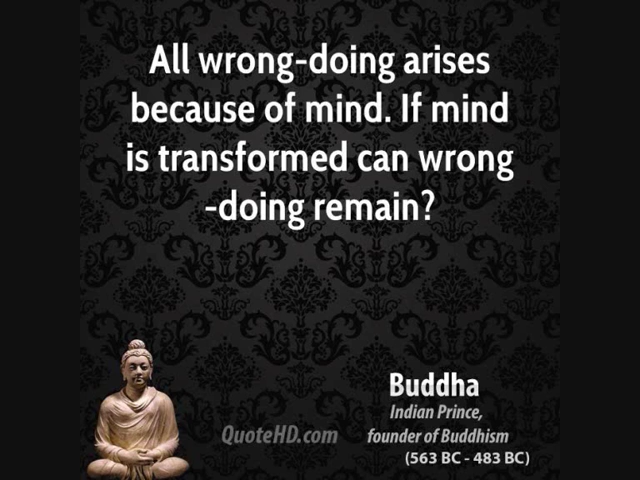 All wrong-doing arises
because of mind. If mind
is transformed can wrong
-doing remain?
Buddha
Indian Prince,
QuoteHD.com founder of Buddhism
(563 BC - 483 BC)